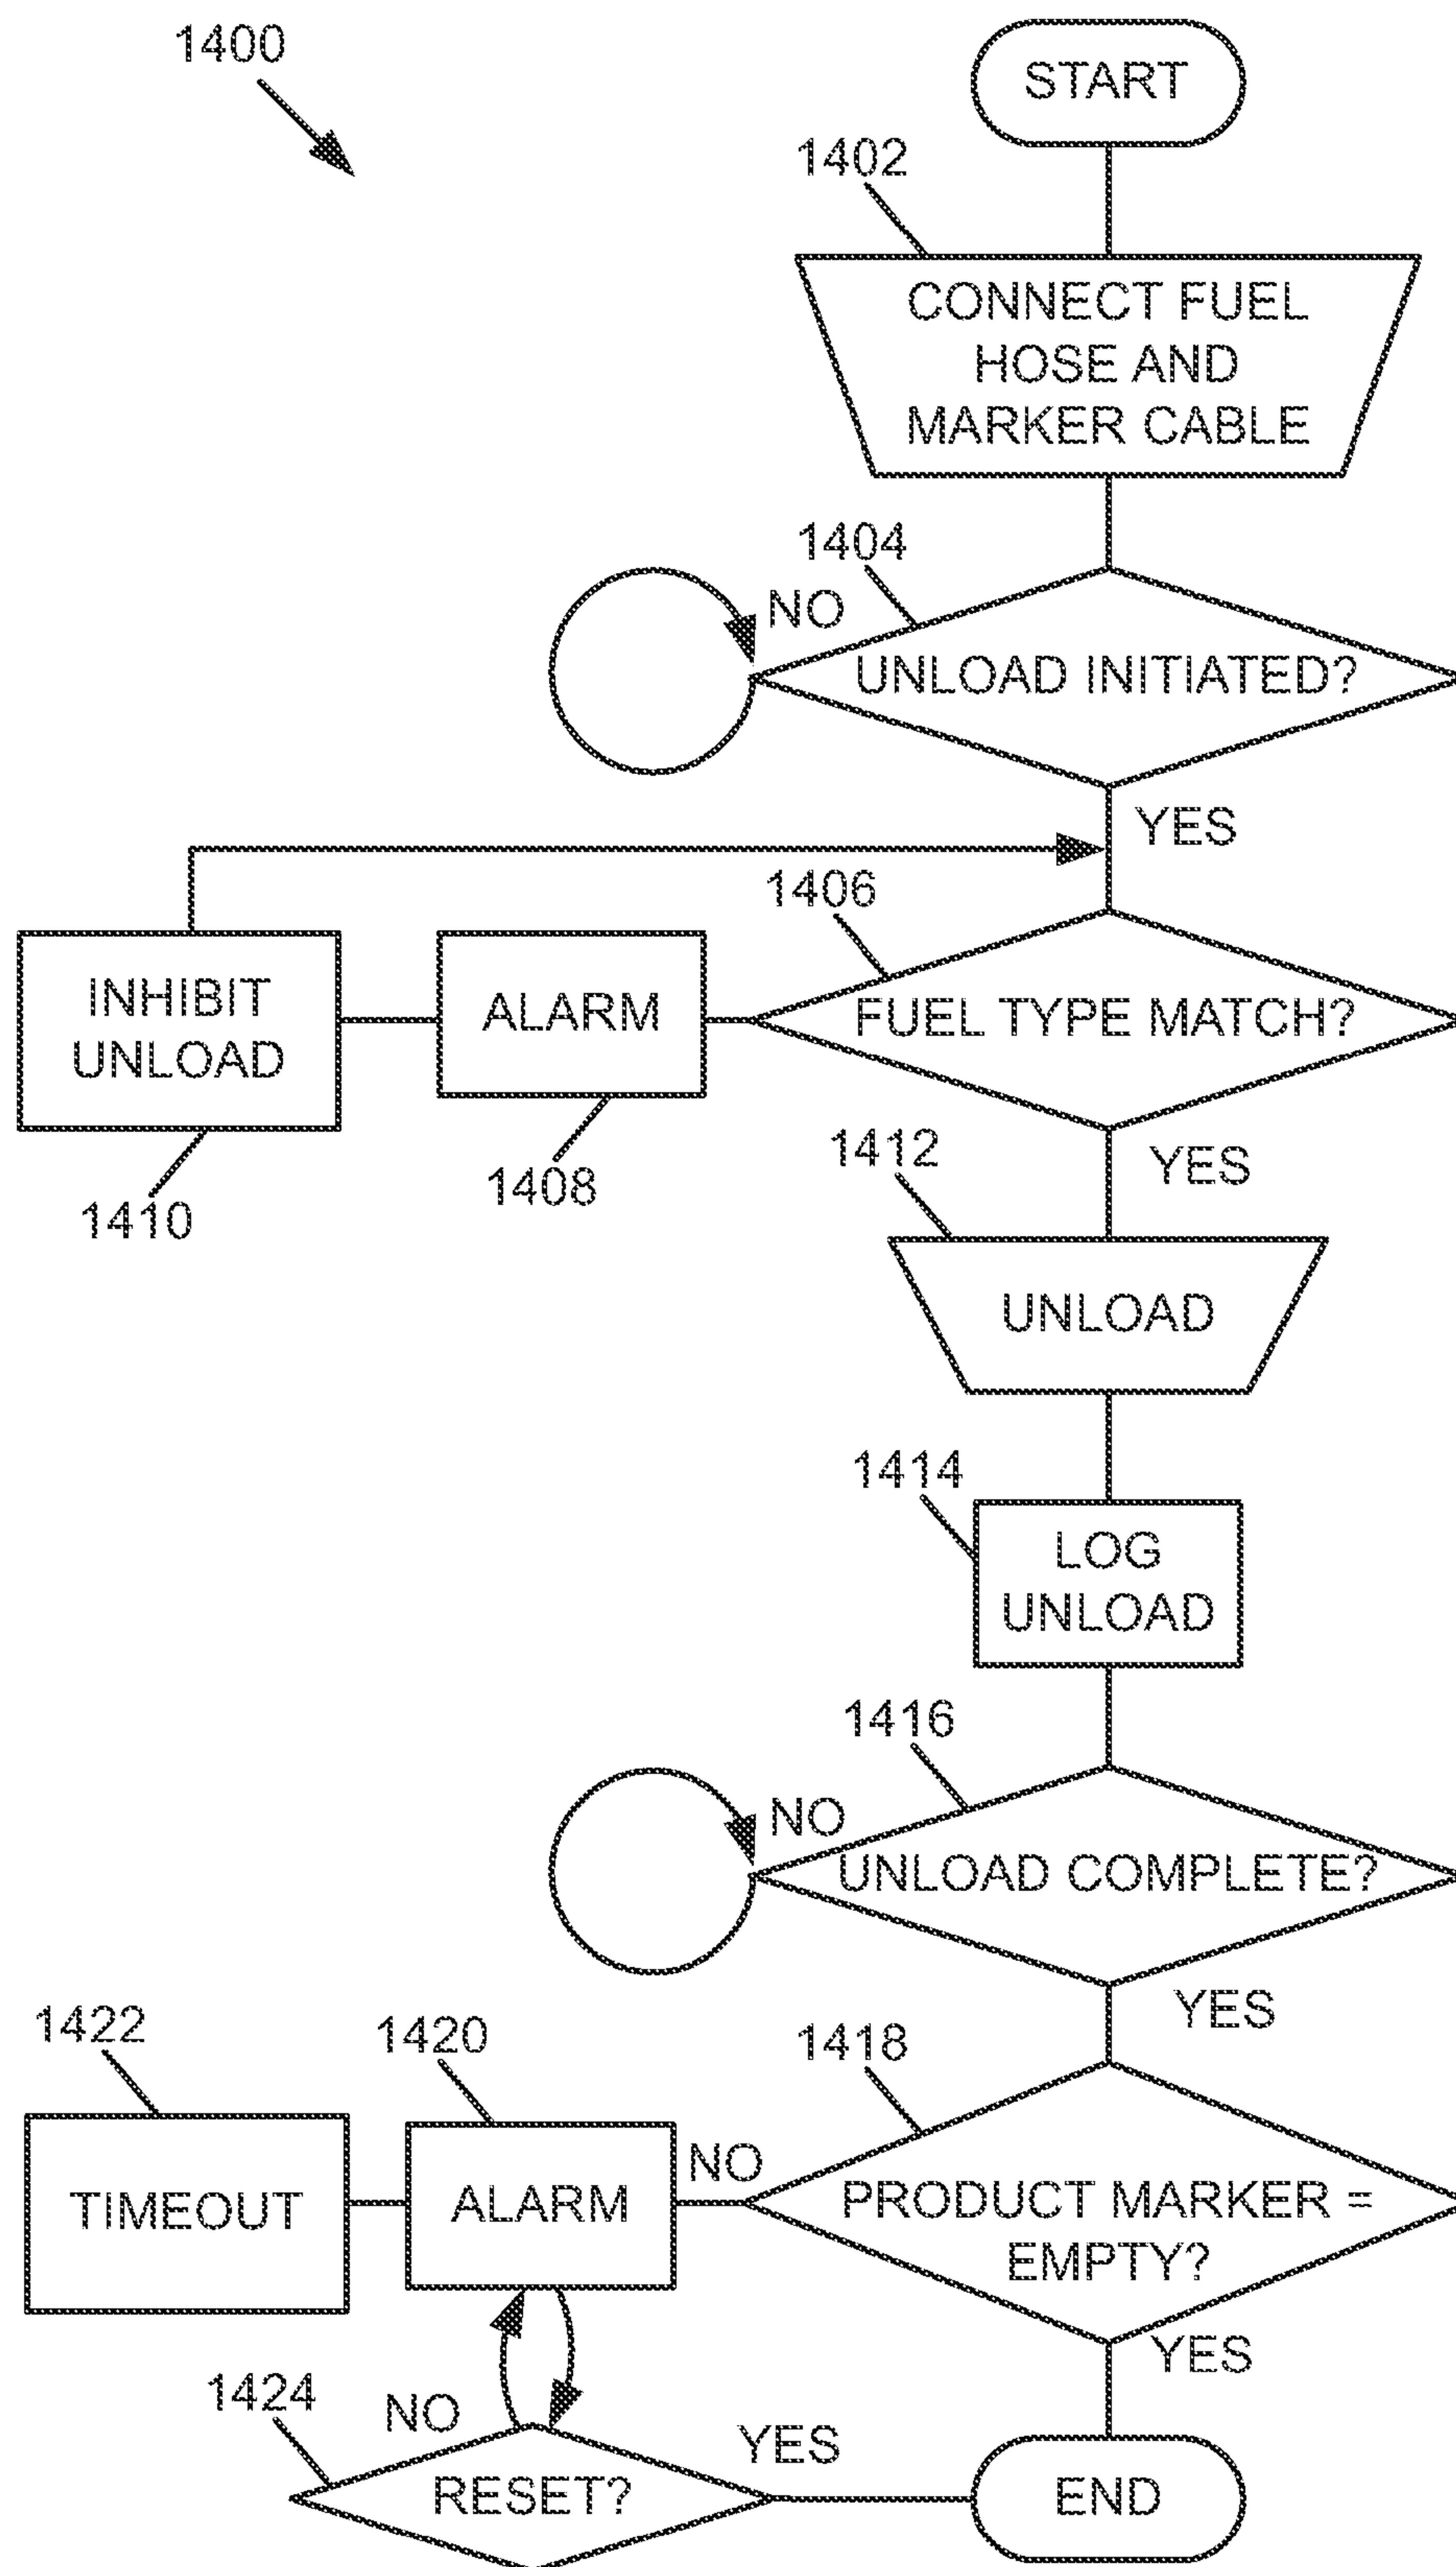 1400
START
1402
CONNECT FUEL
HOSE AND
MARKER CABLE
1404
NO
UNLOAD INITIATED?
YES
1406
INHIBIT
UNLOAD
ALARM
FUEL TYPE MATCH?
1410
1408
1412
YES
UNLOAD
1414
LOG
UNLOAD
1416
NO
UNLOAD COMPLETE?
YES
1422
1420
1418
TIMEOUT
ALARM
NO
PRODUCT MARKER =
EMPTY?
YES
1424
NO
YES
RESET?
END